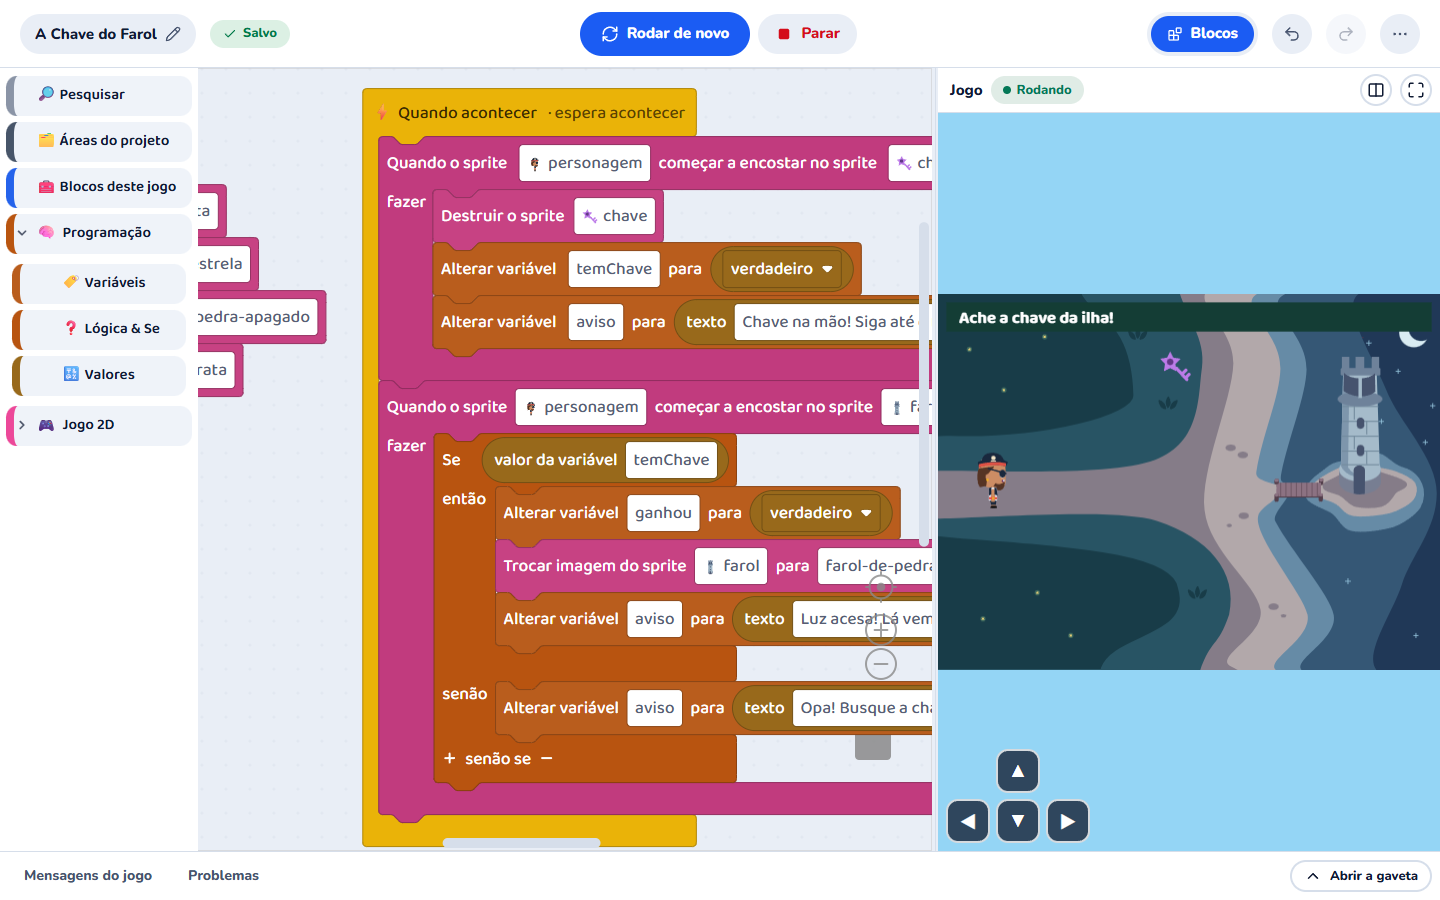 A Chave do Farol
Salvo
Rodar de novo
Parar
Blocos
Pesquisar
Áreas do projeto
Blocos deste jogo
Programação
Variáveis
Lógica & Se
Valores
Jogo 2D
strela
pedra-apagado
rata
Quando acontecer · espera acontecer
Quando o sprite personagem começar a encostar no sprite ch
fazer
Destruir o sprite chave
Alterar variável temChave para verdadeiro
Alterar variável aviso para texto Chave na mão! Siga até
Quando o sprite personagem começar a encostar no sprite far
fazer
Se valor da variável temChave
então
Alterar variável ganhou para verdadeiro
Trocar imagem do sprite farol para farol-de-pedra
Alterar variável aviso para texto Luz acesa! Lá vem
senão
Alterar variável aviso para texto Opa! Busque a cha
+ senão se −
Jogo
Rodando
Ache a chave da ilha!
Mensagens do jogo
Problemas
Abrir a gaveta